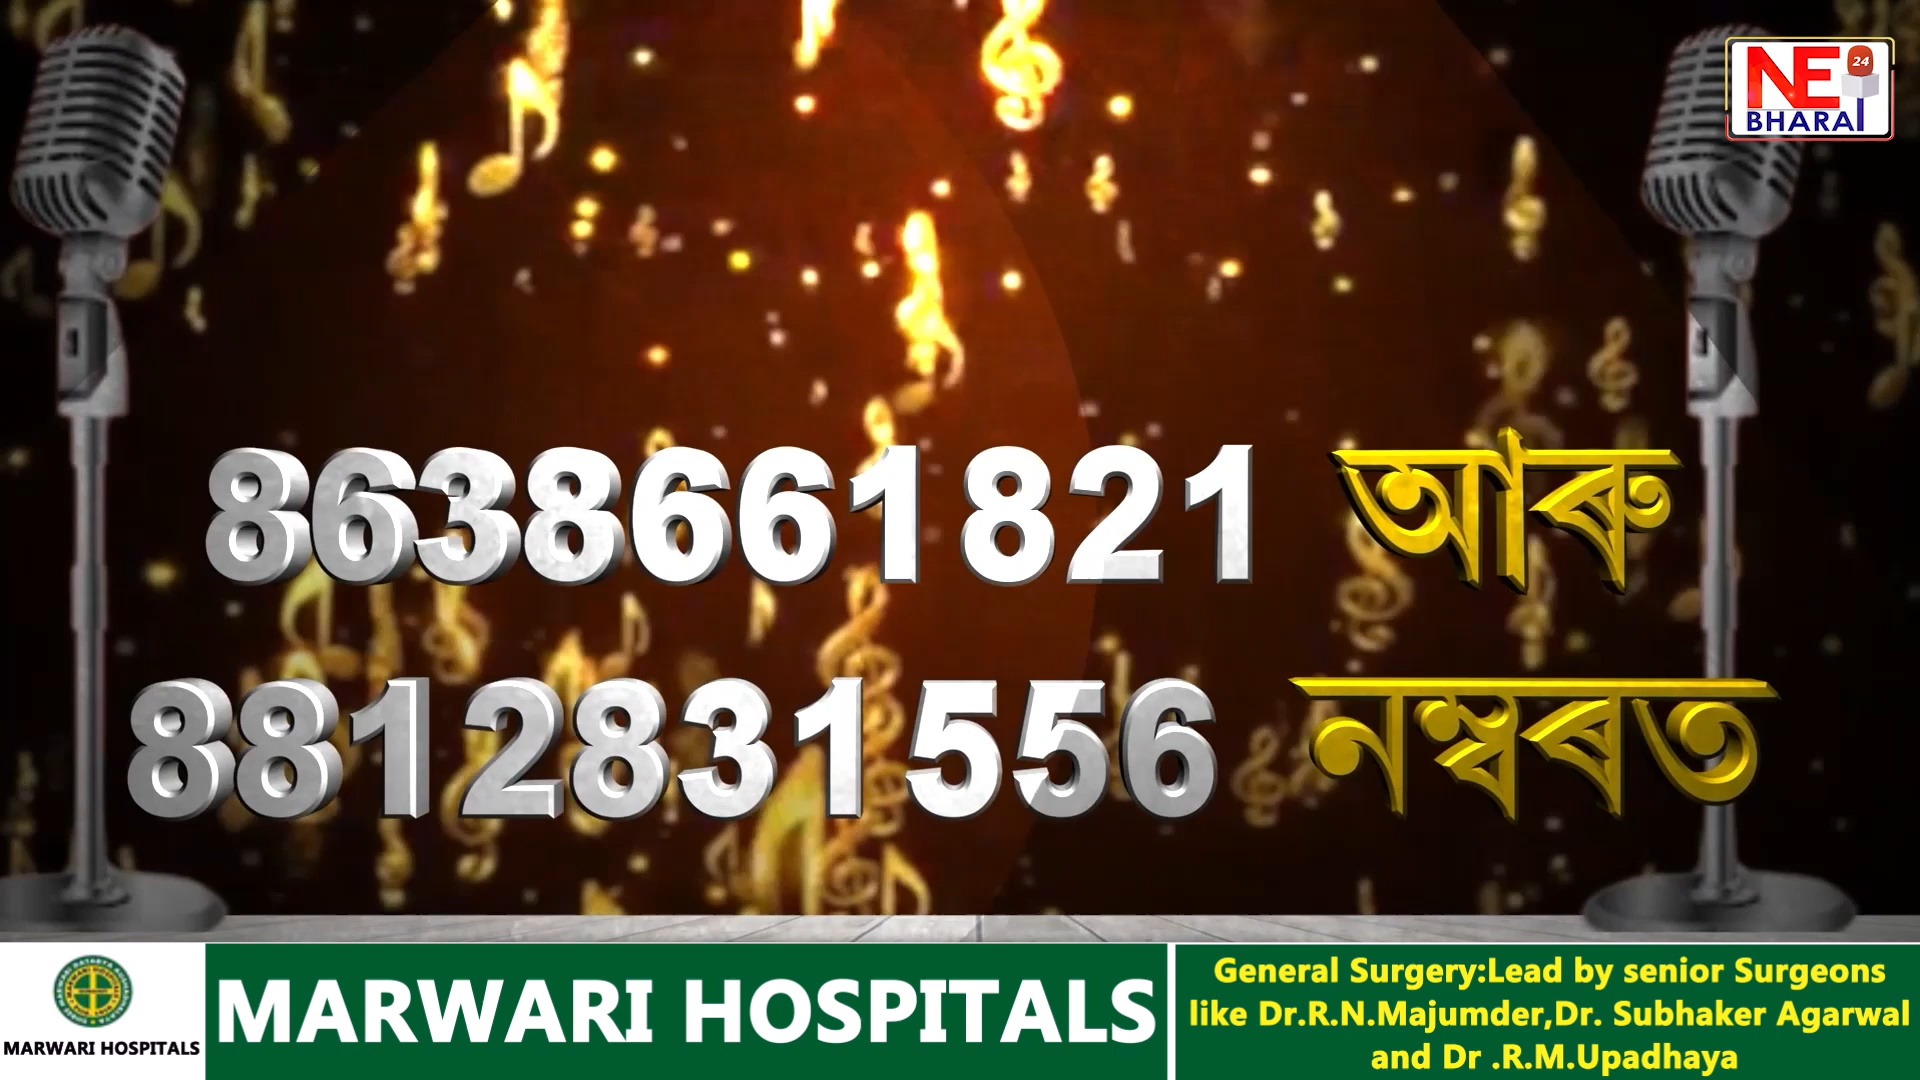 NE 24
BHARAT
8638661821 আৰু
8812831556 নম্বৰত
MARWARI HOSPITALS
MARWARI HOSPITALS
General Surgery:Lead by senior Surgeons
like Dr.R.N.Majumder,Dr. Subhaker Agarwal
and Dr .R.M.Upadhaya